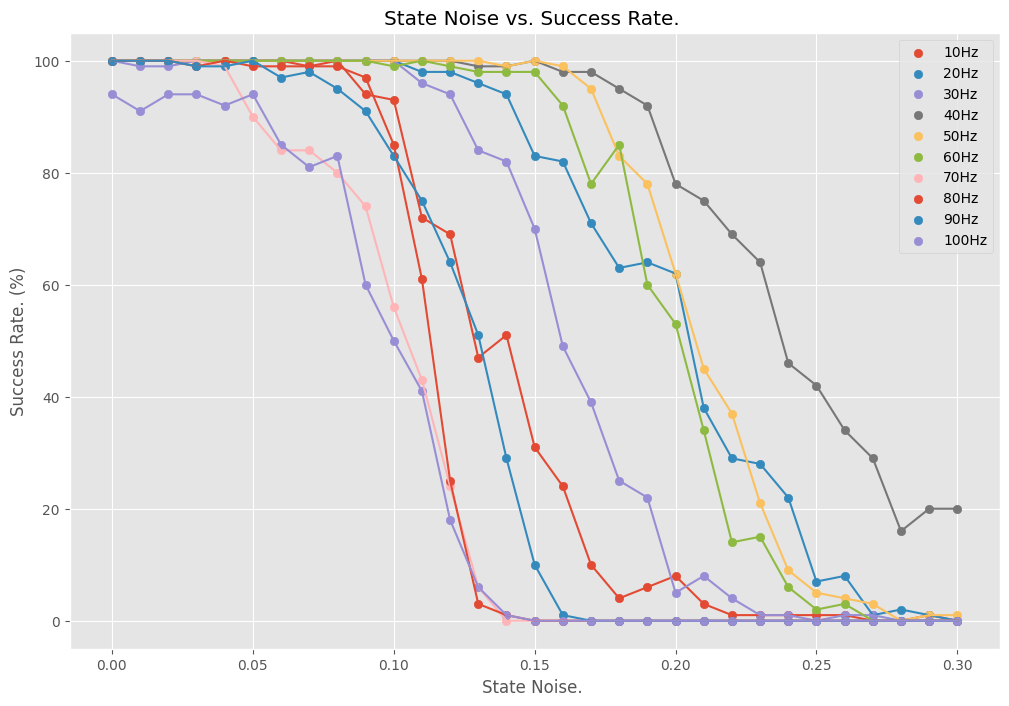 State Noise vs. Success Rate.
100
80
60
40
20
0
Success Rate. (%)
0.00 0.05 0.10 0.15 0.20 0.25 0.30
State Noise.
10Hz
20Hz
30Hz
40Hz
50Hz
60Hz
70Hz
80Hz
90Hz
100Hz